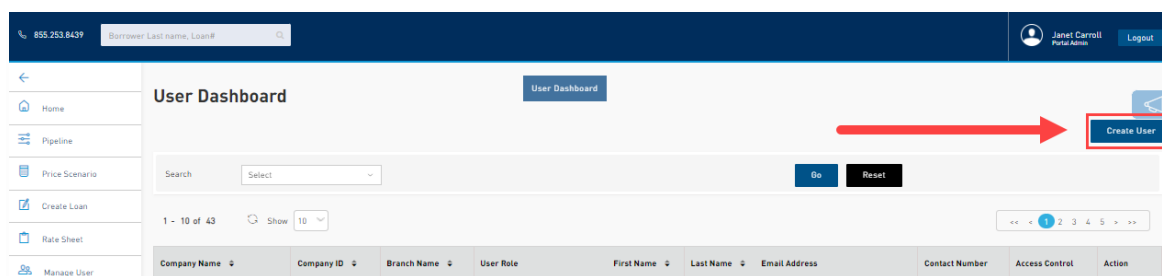 855.253.8439
Borrower Last name, Loan#
Janet Carroll
Portal Admin
Logout
Home
Pipeline
Price Scenario
Create Loan
Rate Sheet
Manage User
User Dashboard
User Dashboard
Create User
Search
Select
Go
Reset
1 - 10 of 43
Show
10
<< < 1 2 3 4 5 > >>
Company Name Company ID Branch Name User Role First Name Last Name Email Address Contact Number Access Control Action